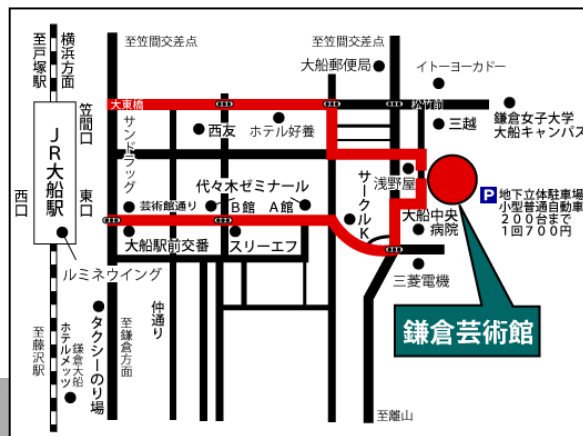 横浜方面
至戸塚駅
至笠間交差点
至笠間交差点
大船郵便局
イトーヨーカドー
笠間口
大東橋
松竹前
鎌倉女子大学
大船キャンパス
サンドラッグ
西友
ホテル好養
三越
JR大船駅
西口
東口
代々木ゼミナール
B館 A館
芸術館通り
サークルK
浅野屋
P
地下立体駐車場
小型普通自動車
200台まで
1回700円
大船中央
病院
大船駅前交番
スリーエフ
ルミネウイング
三菱電機
仲通り
鎌倉芸術館
タクシーのり場
至鎌倉方面
至藤沢駅
鎌倉大船
ホテルメッツ
至離山